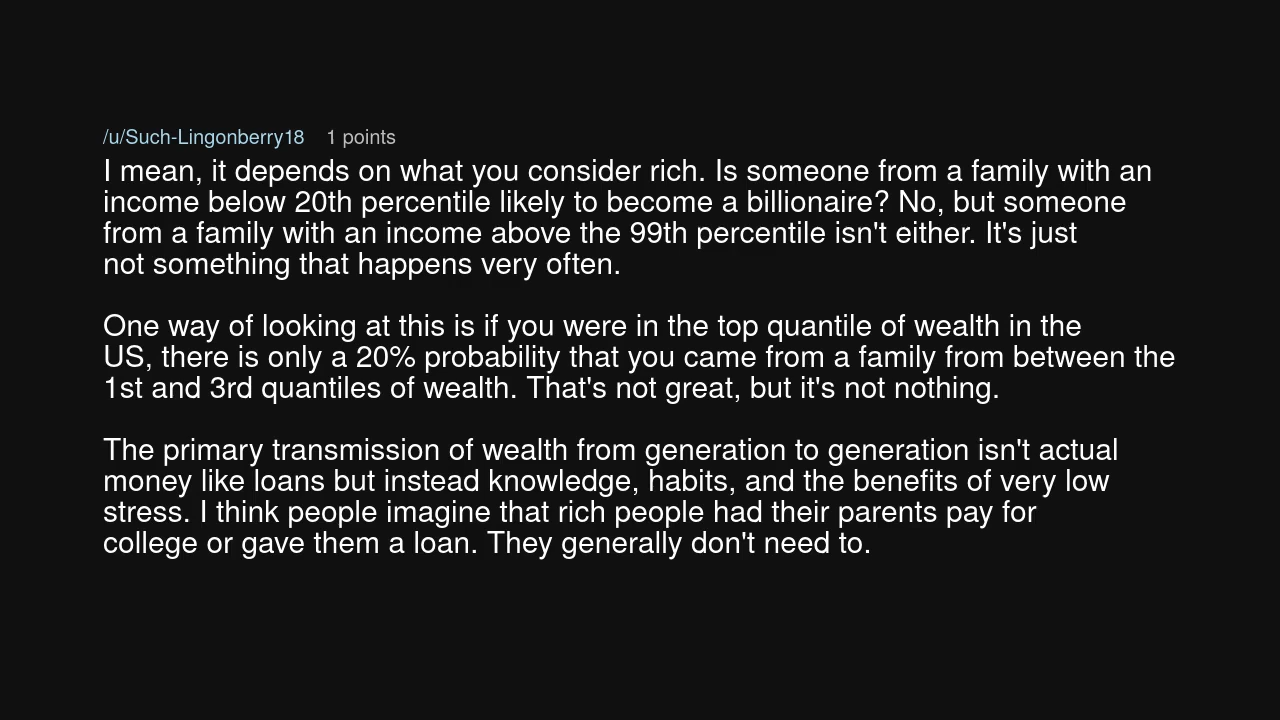 /u/Such-Lingonberry18 1 points
I mean, it depends on what you consider rich. Is someone from a family with an
income below 20th percentile likely to become a billionaire? No, but someone
from a family with an income above the 99th percentile isn't either. It's just
not something that happens very often.
One way of looking at this is if you were in the top quantile of wealth in the
US, there is only a 20% probability that you came from a family from between the
1st and 3rd quantiles of wealth. That's not great, but it's not nothing.
The primary transmission of wealth from generation to generation isn't actual
money like loans but instead knowledge, habits, and the benefits of very low
stress. I think people imagine that rich people had their parents pay for
college or gave them a loan. They generally don't need to.